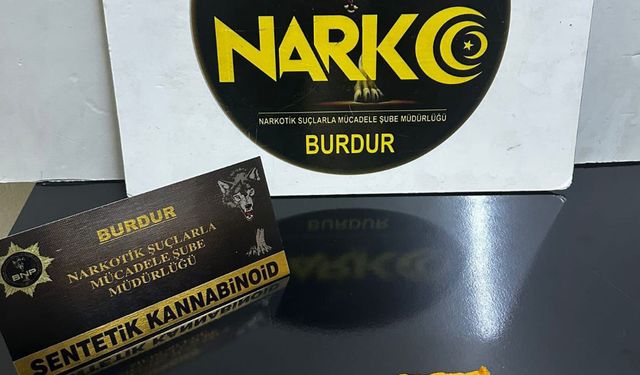 NARKO
NARKOTİK SUÇLARLA MÜCADELE ŞUBE MÜDÜRLÜĞÜ
BURDUR
BURDUR
NARKOTİK SUÇLARLA
MÜCADELE ŞUBE
MÜDÜRLÜĞÜ
BNP
SENTETİK KANNABİNOİD